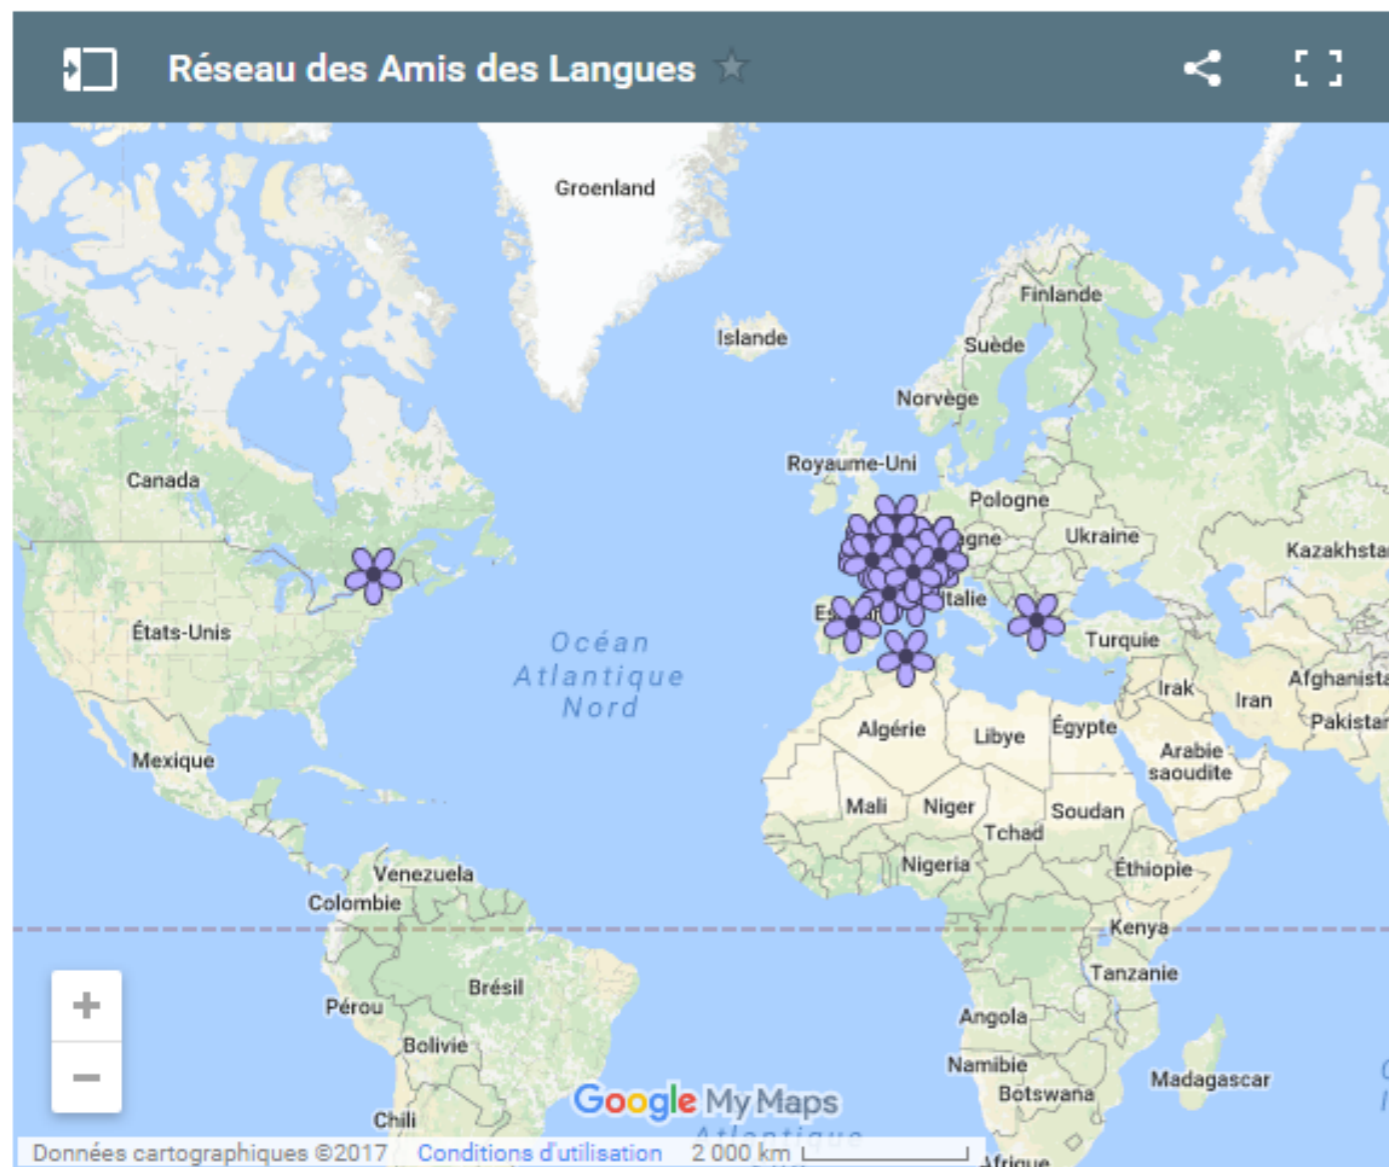 Réseau des Amis des Langues
Groenland
Finlande
Islande
Suède
Norvège
Royaume-Uni
Canada
Pologne
Ukraine
Kazakhsta
États-Unis
Italie
Turquie
Océan
Atlantique
Nord
Irak
Iran
Afghanista
Pakistan
Algérie
Libye
Égypte
Arabie
saoudite
Mexique
Mali
Niger
Soudan
Tchad
Nigeria
Éthiopie
Venezuela
Colombie
Kenya
Tanzanie
Brésil
Pérou
Angola
Bolivie
Namibie
Botswana
Madagascar
Google My Maps
Chili
Atlantique
Données cartographiques ©2017 Conditions d'utilisation 2 000 km
Afrique